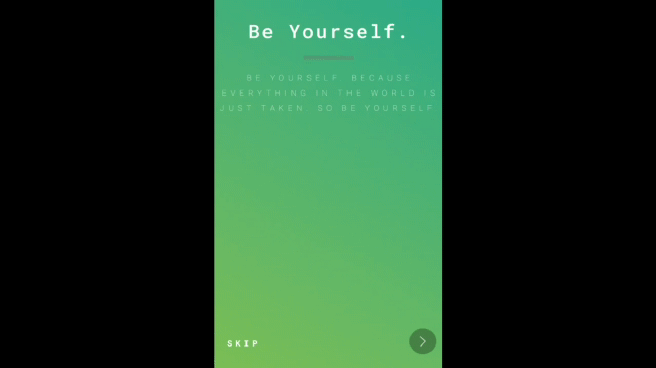 Be Yourself.
BE YOURSELF BECAUSE
EVERYTHING IN THE WORLD IS
JUST TAKEN SO BE YOURSELF
SKIP